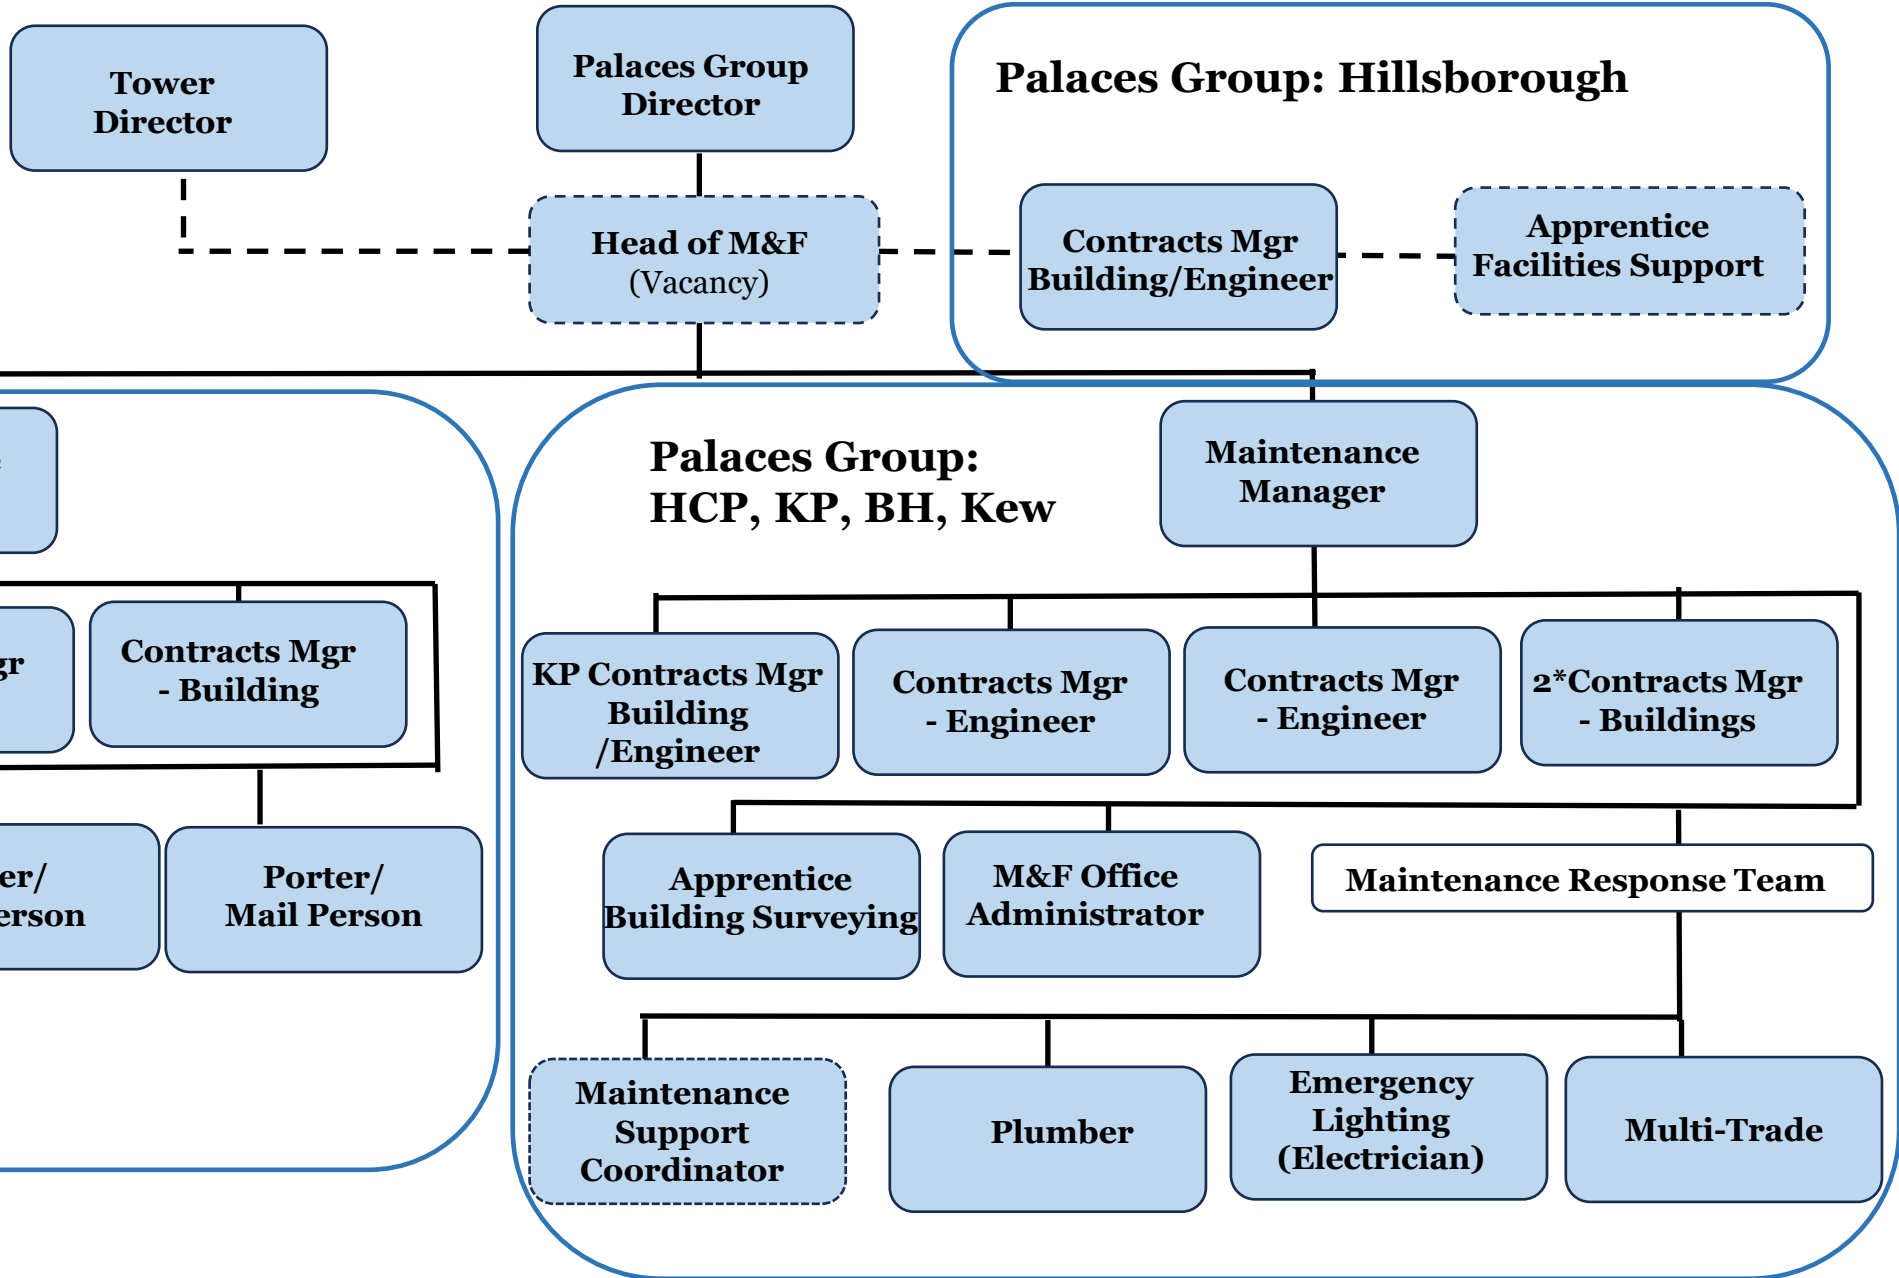 Tower
Director
Palaces Group
Director
Palaces Group: Hillsborough
Head of M&F
(Vacancy)
Contracts Mgr
Building/Engineer
Apprentice
Facilities Support
Palaces Group:
HCP, KP, BH, Kew
Maintenance
Manager
Contracts Mgr
- Building
KP Contracts Mgr
Building
/Engineer
Contracts Mgr
- Engineer
Contracts Mgr
- Engineer
2*Contracts Mgr
- Buildings
Porter/
Mail Person
Apprentice
Building Surveying
M&F Office
Administrator
Maintenance Response Team
Maintenance
Support
Coordinator
Plumber
Emergency
Lighting
(Electrician)
Multi-Trade